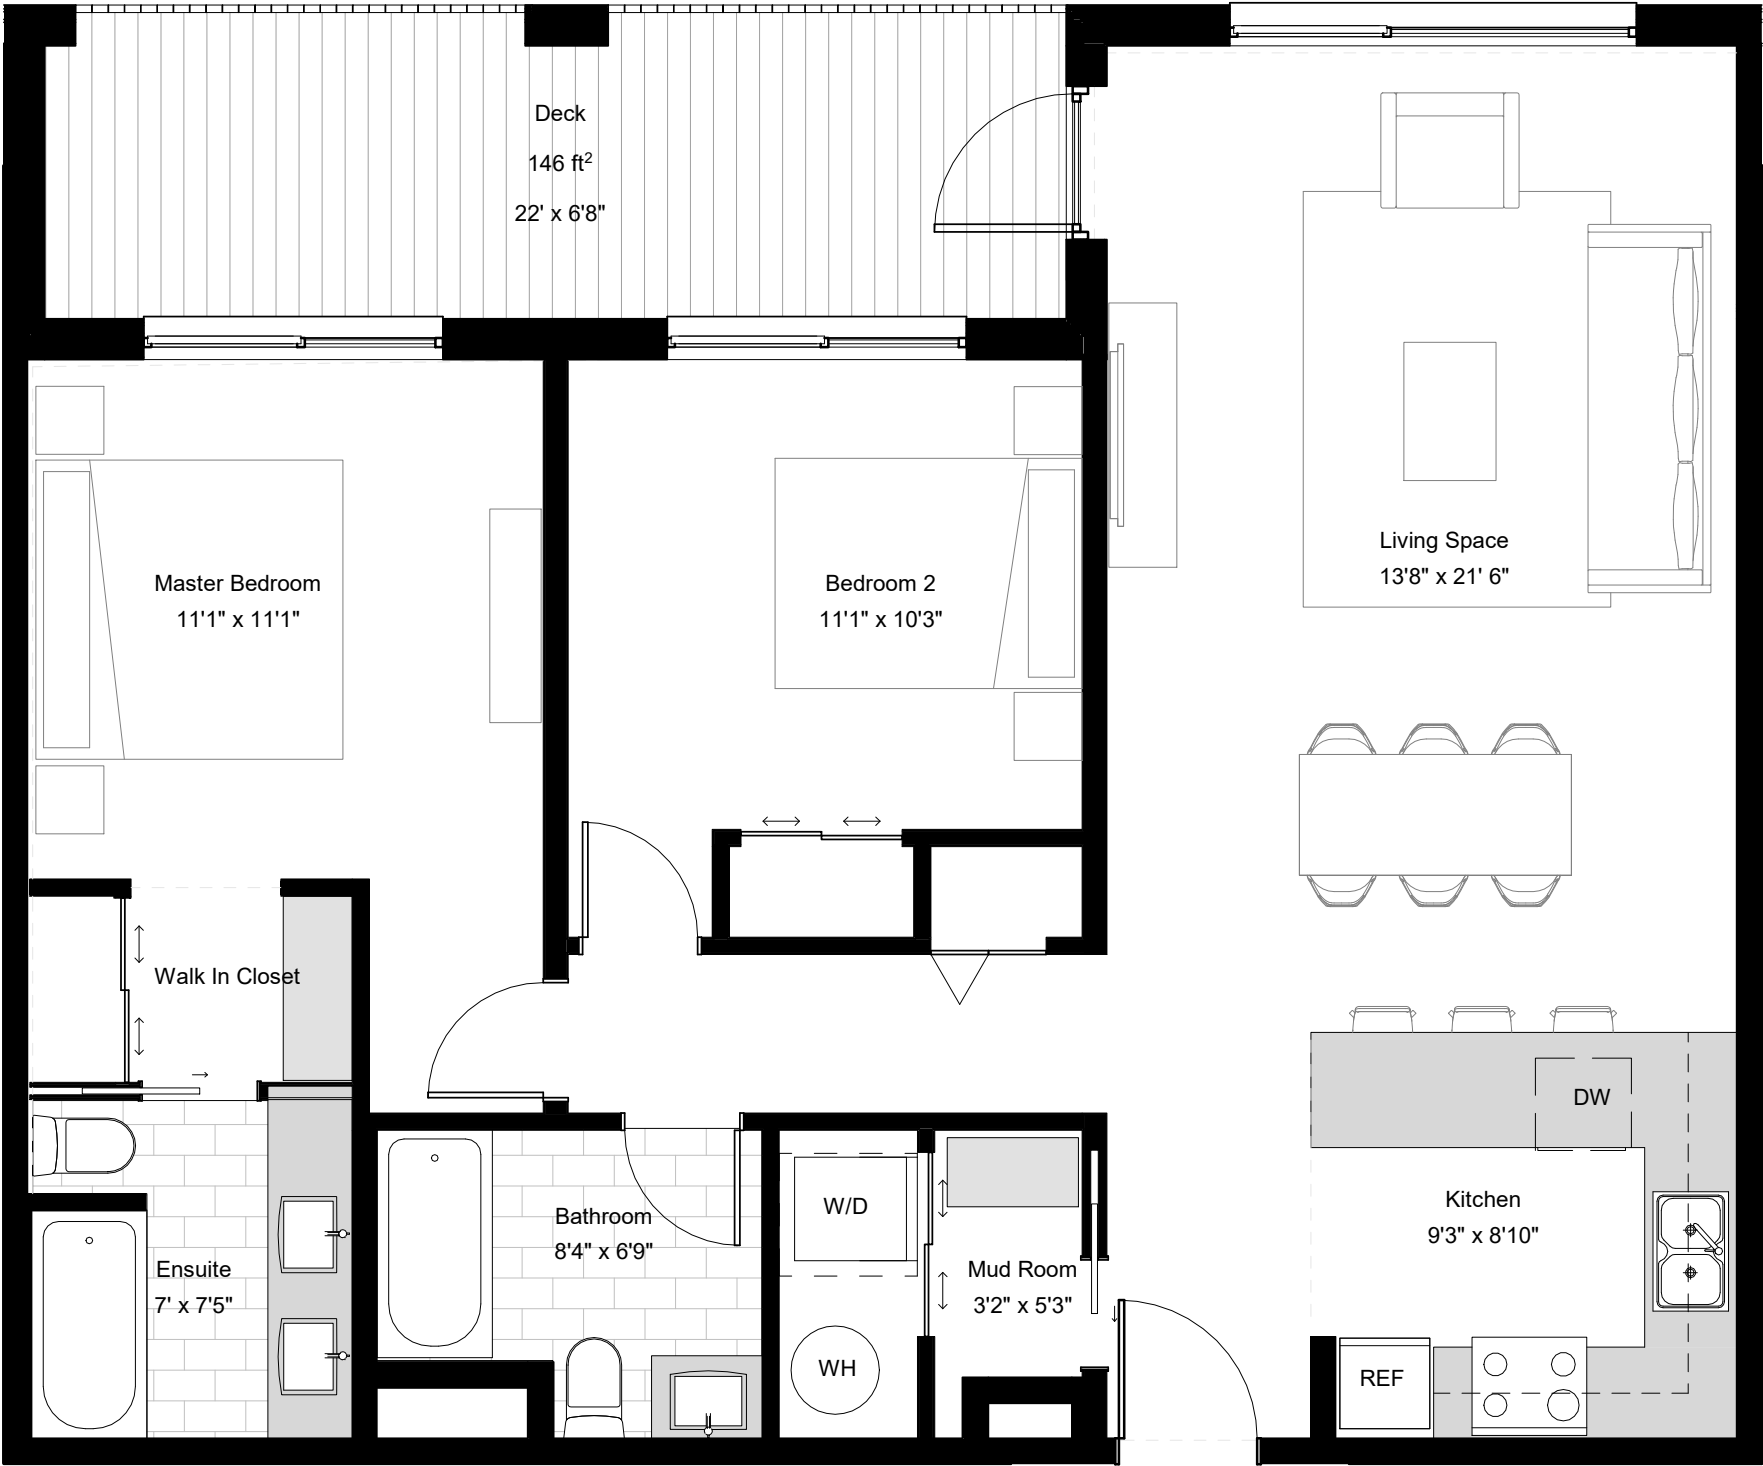 Deck
146 ft²
22' x 6'8"
Living Space
13'8" x 21' 6"
Master Bedroom
11'1" x 11'1"
Bedroom 2
11'1" x 10'3"
Walk In Closet
DW
Kitchen
9'3" x 8'10"
W/D
Bathroom
8'4" x 6'9"
Ensuite
7' x 7'5"
Mud Room
3'2" x 5'3"
WH
REF